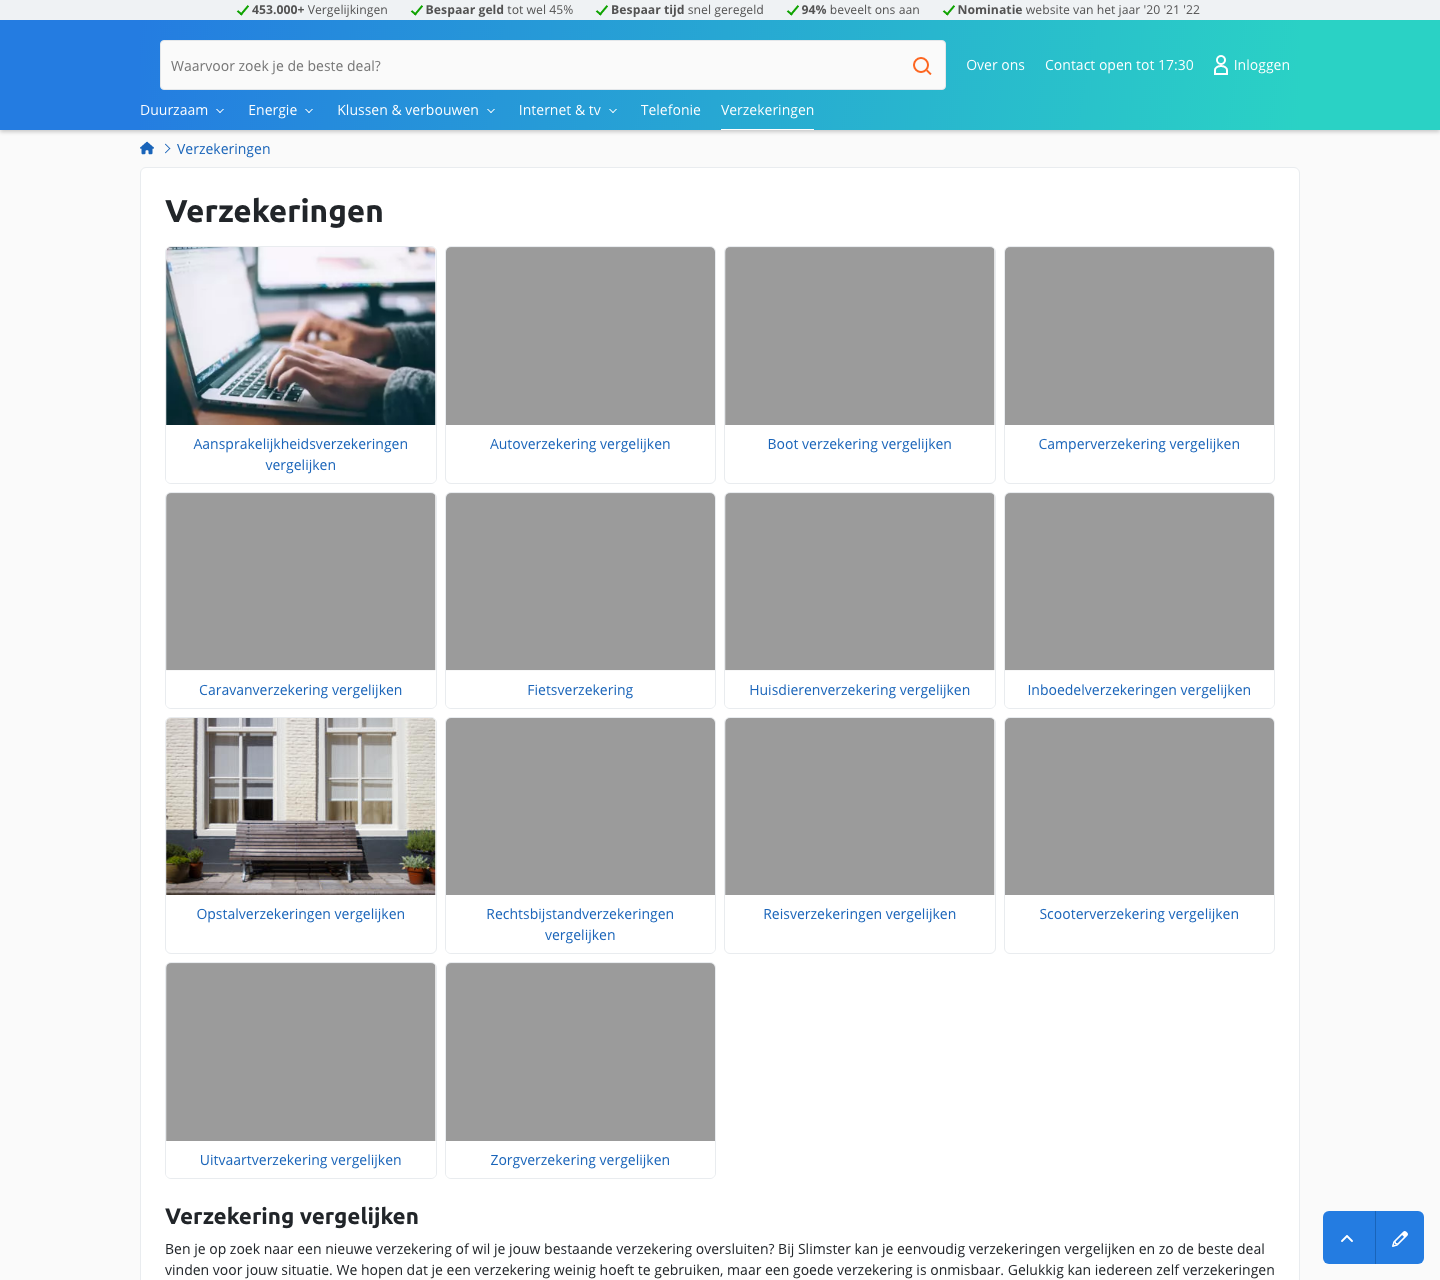 453.000+ Vergelijkingen Bespaar geld tot wel 45% Bespaar tijd snel geregeld 94% beveelt ons aan Nominatie website van het jaar '20 '21 '22
Waarvoor zoek je de beste deal?
Over ons Contact open tot 17:30 Inloggen
Duurzaam Energie Klussen & verbouwen Internet & tv Telefonie Verzekeringen
Verzekeringen
Verzekeringen
Aansprakelijkheidsverzekeringen
vergelijken
Autoverzekering vergelijken
Boot verzekering vergelijken
Camperverzekering vergelijken
Caravanverzekering vergelijken
Fietsverzekering
Huisdierenverzekering vergelijken
Inboedelverzekeringen vergelijken
Opstalverzekeringen vergelijken
Rechtsbijstandverzekeringen
vergelijken
Reisverzekeringen vergelijken
Scooterverzekering vergelijken
Uitvaartverzekering vergelijken
Zorgverzekering vergelijken
Verzekering vergelijken
Ben je op zoek naar een nieuwe verzekering of wil je jouw bestaande verzekering oversluiten? Bij Slimster kan je eenvoudig verzekeringen vergelijken en zo de beste deal
vinden voor jouw situatie. We hopen dat je een verzekering weinig hoeft te gebruiken, maar een goede verzekering is onmisbaar. Gelukkig kan iedereen zelf verzekeringen